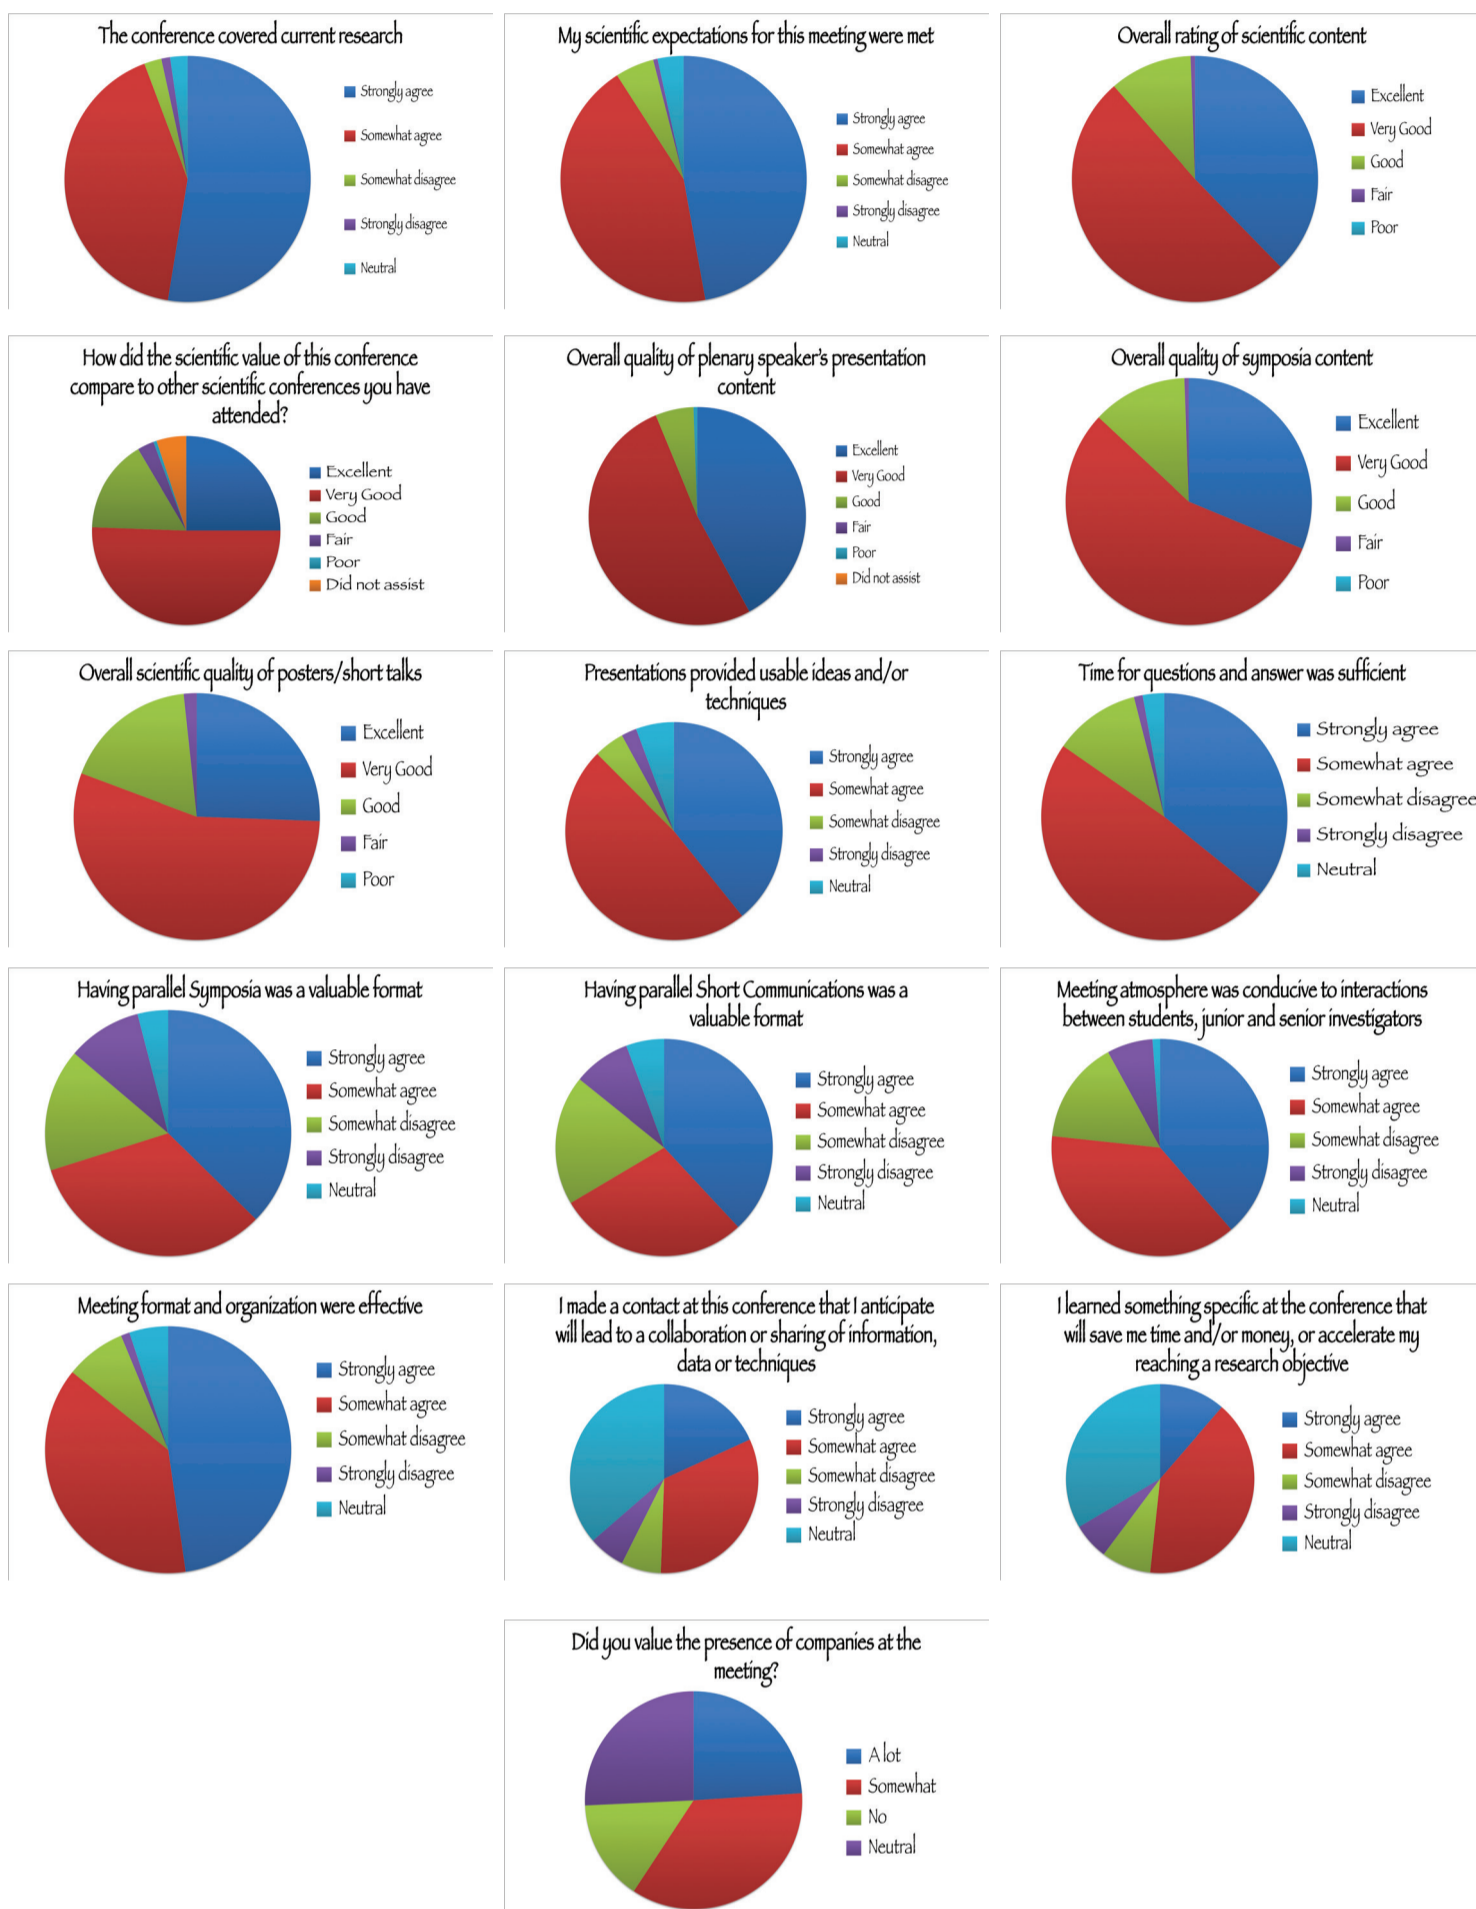 The conference covered current research
Strongly agree
Somewhat agree
Somewhat disagree
Strongly disagree
Neutral
My scientific expectations for this meeting were met
Strongly agree
Somewhat agree
Somewhat disagree
Strongly disagree
Neutral
Overall rating of scientific content
Excellent
Very Good
Good
Fair
Poor
How did the scientific value of this conference
compare to other scientific conferences you have
attended?
Excellent
Very Good
Good
Fair
Poor
Did not assist
Overall quality of plenary speaker's presentation
content
Excellent
Very Good
Good
Fair
Poor
Did not assist
Overall quality of symposia content
Excellent
Very Good
Good
Fair
Poor
Overall scientific quality of posters/short talks
Excellent
Very Good
Good
Fair
Poor
Presentations provided usable ideas and/or
techniques
Strongly agree
Somewhat agree
Somewhat disagree
Strongly disagree
Neutral
Time for questions and answer was sufficient
Strongly agree
Somewhat agree
Somewhat disagree
Strongly disagree
Neutral
Having parallel Symposia was a valuable format
Strongly agree
Somewhat agree
Somewhat disagree
Strongly disagree
Neutral
Having parallel Short Communications was a
valuable format
Strongly agree
Somewhat agree
Somewhat disagree
Strongly disagree
Neutral
Meeting atmosphere was conducive to interactions
between students, junior and senior investigators
Strongly agree
Somewhat agree
Somewhat disagree
Strongly disagree
Neutral
Meeting format and organization were effective
Strongly agree
Somewhat agree
Somewhat disagree
Strongly disagree
Neutral
I made a contact at this conference that I anticipate
will lead to a collaboration or sharing of information,
data or techniques
Strongly agree
Somewhat agree
Somewhat disagree
Strongly disagree
Neutral
I learned something specific at the conference that
will save me time and/or money, or accelerate my
reaching a research objective
Strongly agree
Somewhat agree
Somewhat disagree
Strongly disagree
Neutral
Did you value the presence of companies at the
meeting?
A lot
Somewhat
No
Neutral